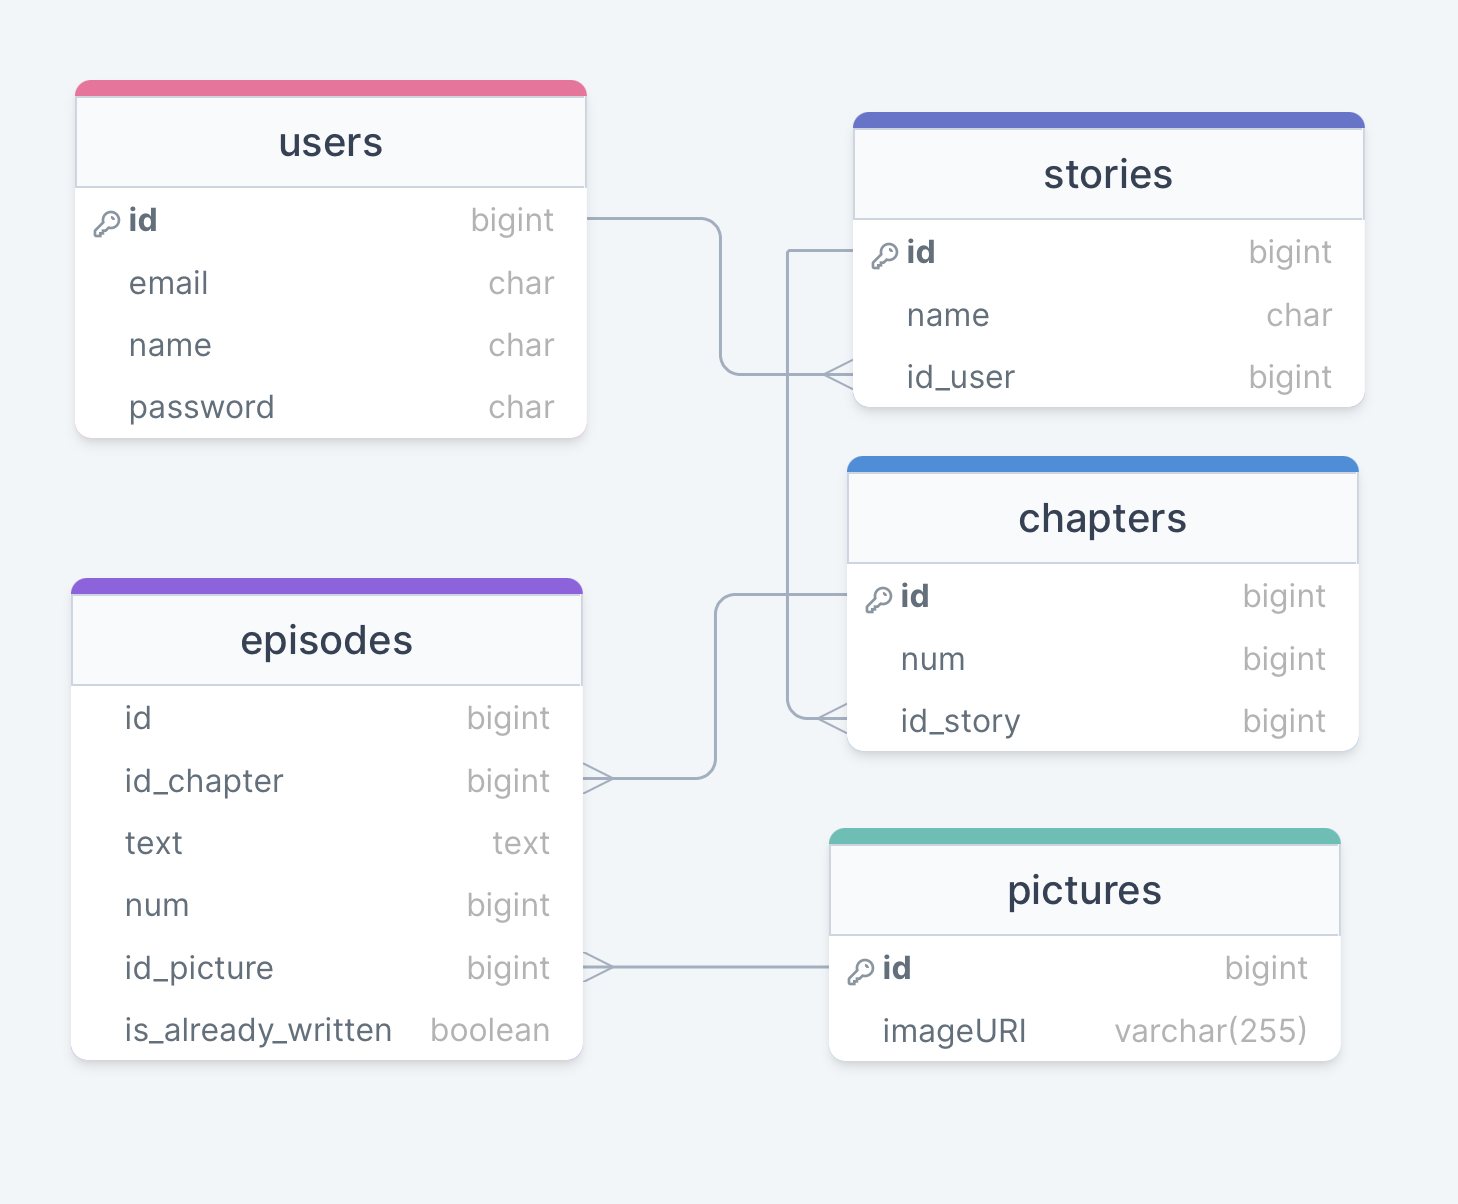 users
id bigint
email char
name char
password char
stories
id bigint
name char
id_user bigint
chapters
id bigint
num bigint
id_story bigint
episodes
id bigint
id_chapter bigint
text text
num bigint
id_picture bigint
is_already_written boolean
pictures
id bigint
imageURI varchar(255)